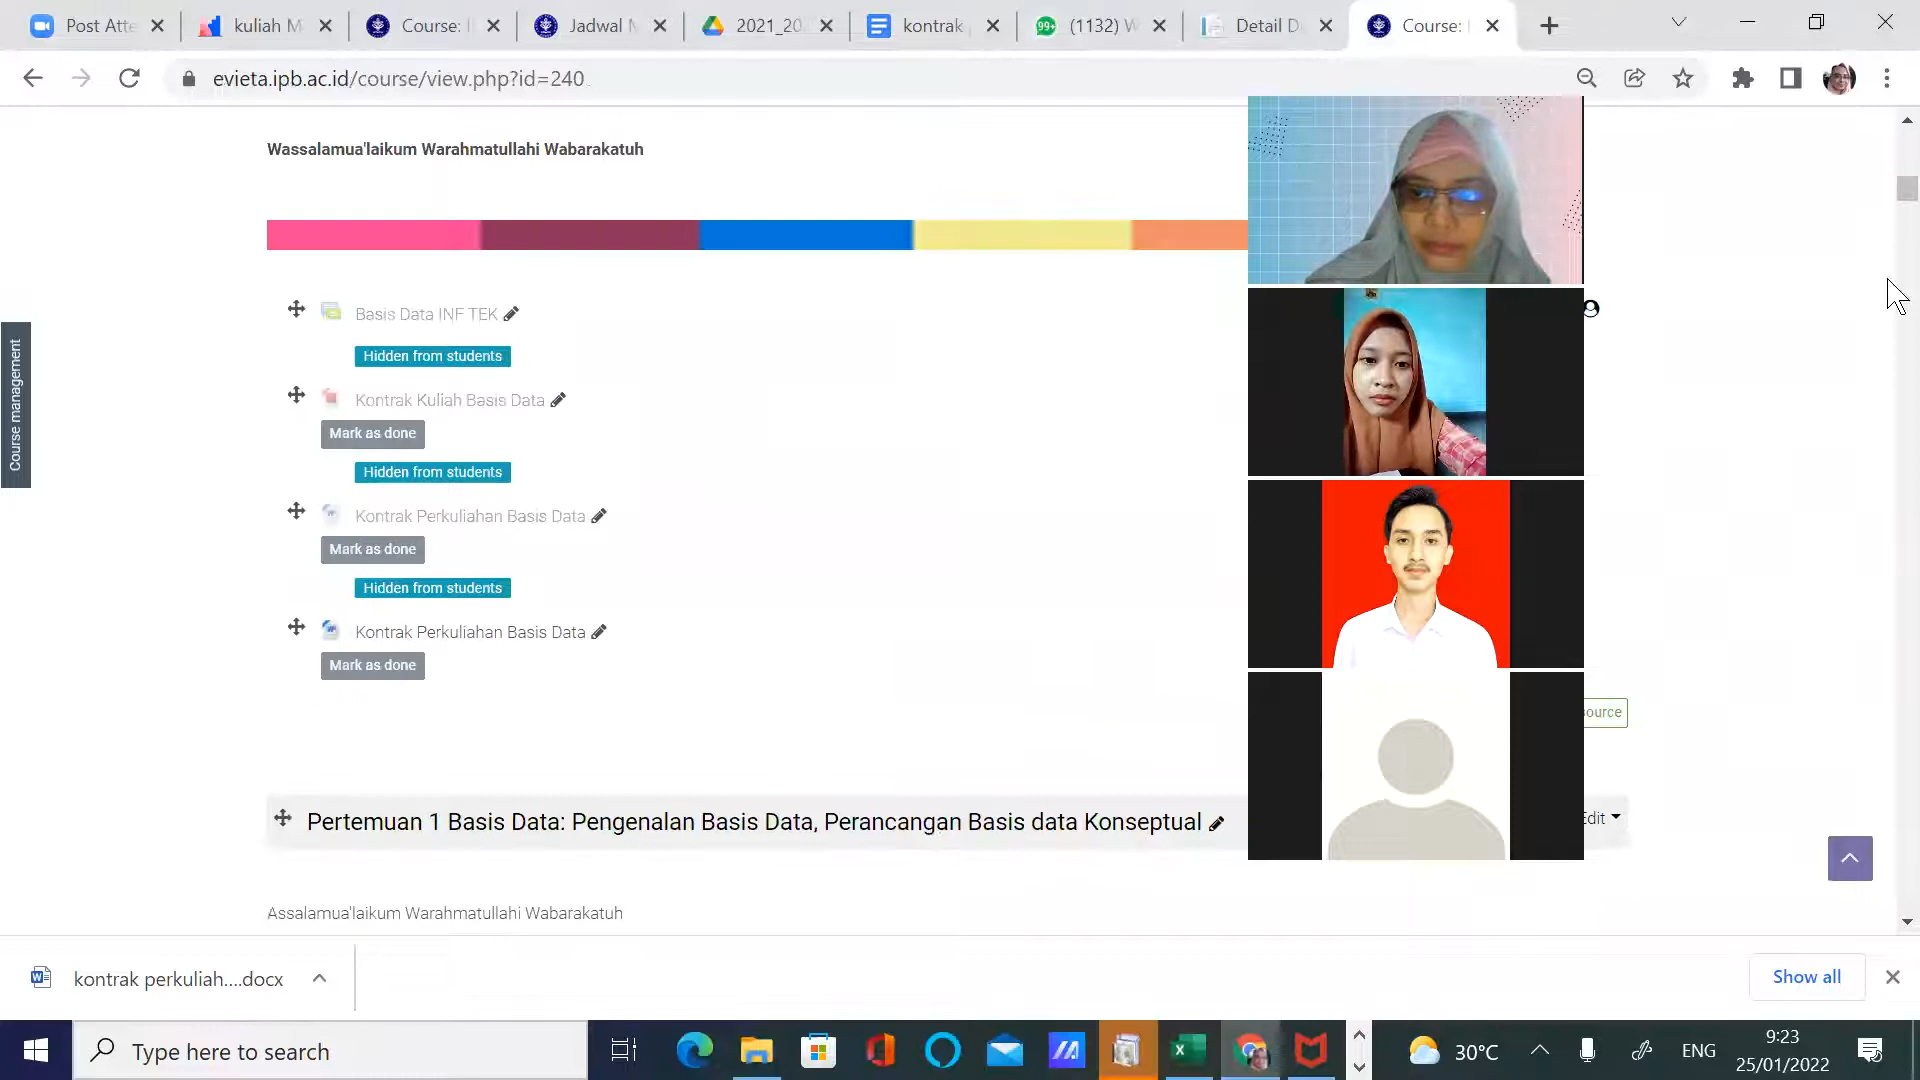 Post Atte
kuliah M
Course: I
Jadwal M
2021_20
kontrak
99+
(1132) W
Detail D
Course: I
evieta.ipb.ac.id/course/view.php?id=240
Wassalamua'laikum Warahmatullahi Wabarakatuh
Course management
Basis Data INF TEK
Hidden from students
Kontrak Kuliah Basis Data
Mark as done
Hidden from students
Kontrak Perkuliahan Basis Data
Mark as done
Hidden from students
Kontrak Perkuliahan Basis Data
Mark as done
source
Pertemuan 1 Basis Data: Pengenalan Basis Data, Perancangan Basis data Konseptual
Edit
Assalamua'laikum Warahmatullahi Wabarakatuh
kontrak perkuliah....docx
Show all
Type here to search
30°C
ENG
9:23
25/01/2022